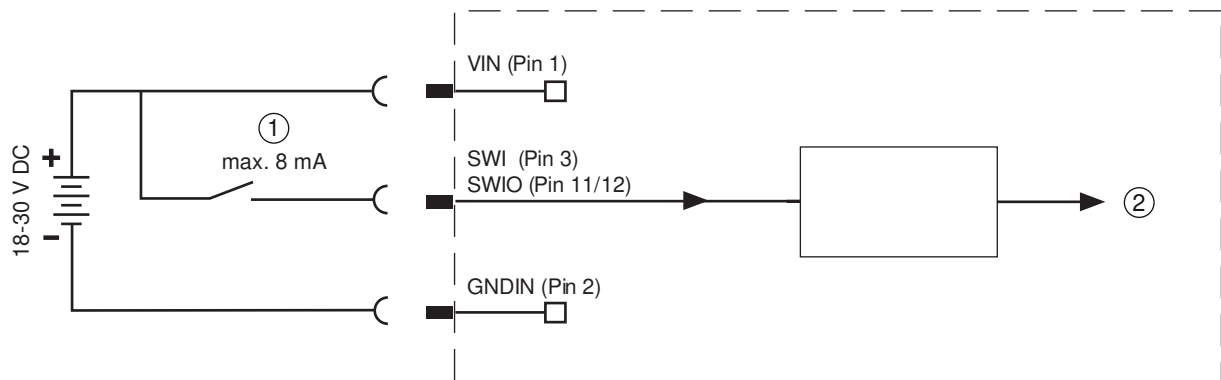 VIN (Pin 1)
1
max. 8 mA
SWI (Pin 3)
SWIO (Pin 11/12)
2
+
18-30 V DC
-
GNDIN (Pin 2)